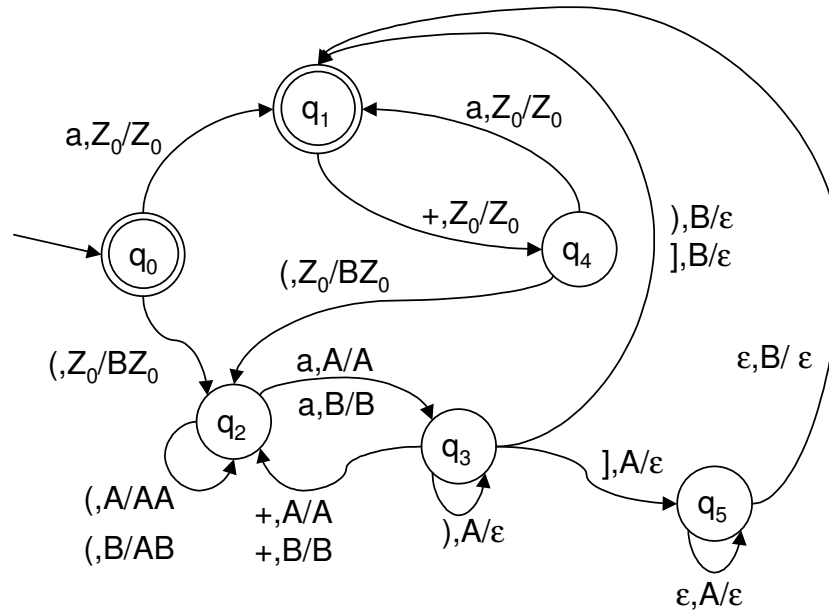 q₁
a,Z₀/Z₀
a,Z₀/Z₀
+,Z₀/Z₀
q₀
q₄
),B/ε
],B/ε
(,Z₀/BZ₀
(,Z₀/BZ₀
a,A/A
a,B/B
ε,B/ ε
q₂
q₃
],A/ε
q₅
(,A/AA
(,B/AB
+,A/A
+,B/B
),A/ε
ε,A/ε